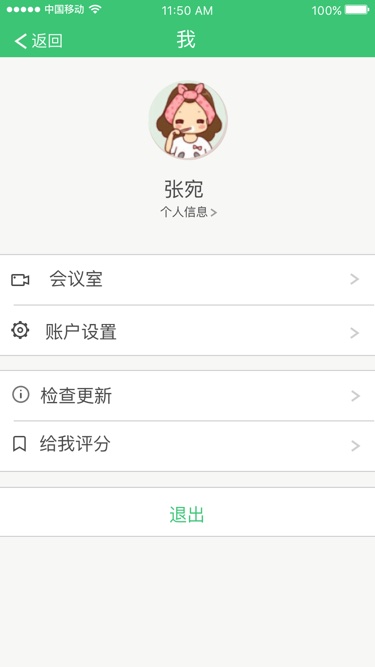 中国移动 11:50 AM 100%
返回 我
张宛
个人信息>
会议室
账户设置
检查更新
给我评分
退出